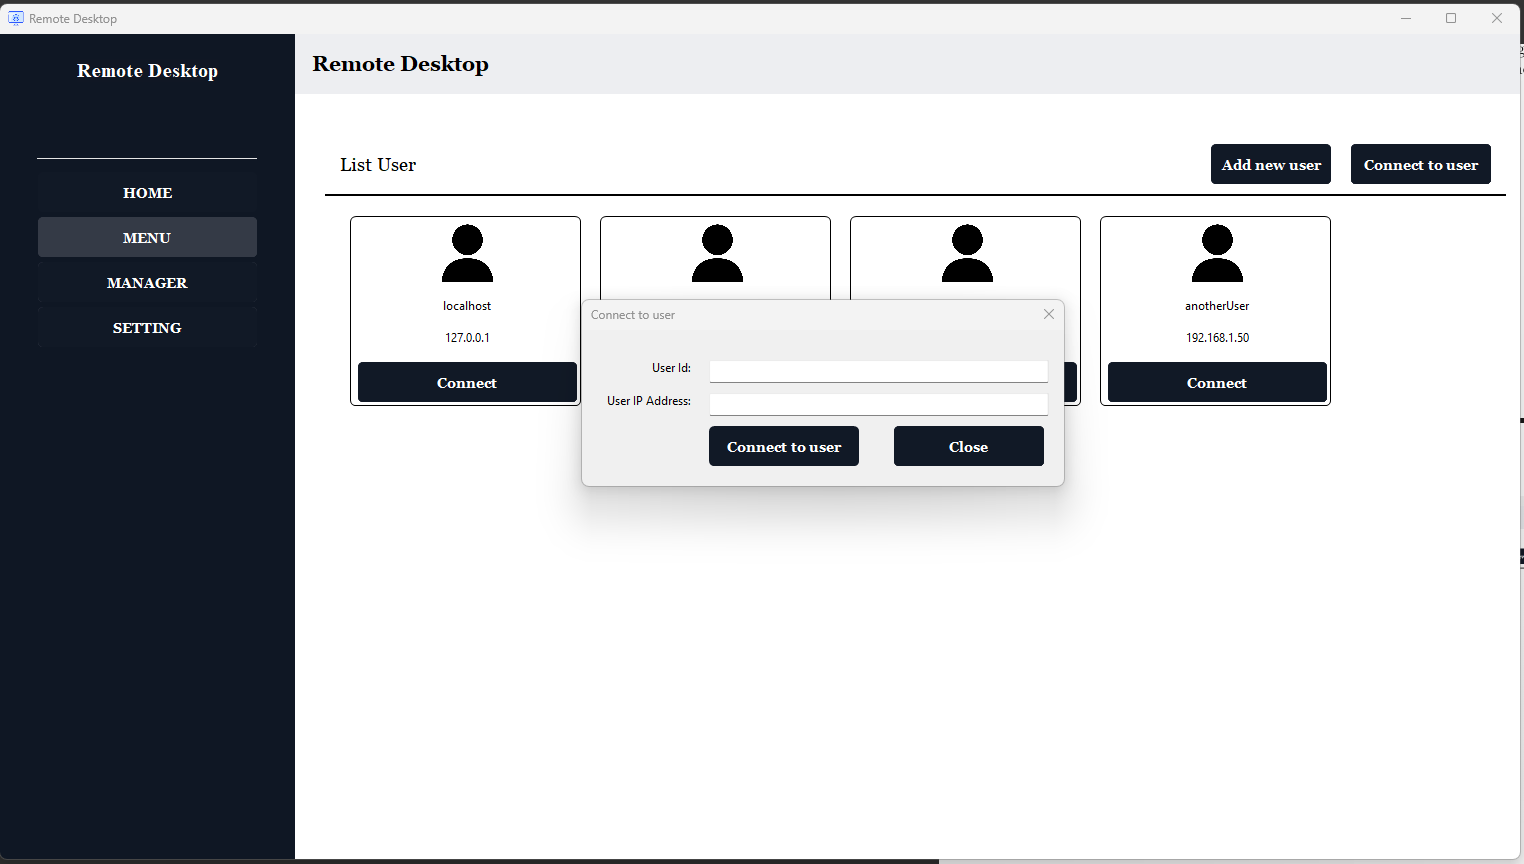 Remote Desktop
Remote Desktop
Remote Desktop
List User
Add new user
Connect to user
HOME
MENU
MANAGER
SETTING
localhost
127.0.0.1
Connect
anotherUser
192.168.1.50
Connect
Connect to user
User Id:
User IP Address:
Connect to user
Close